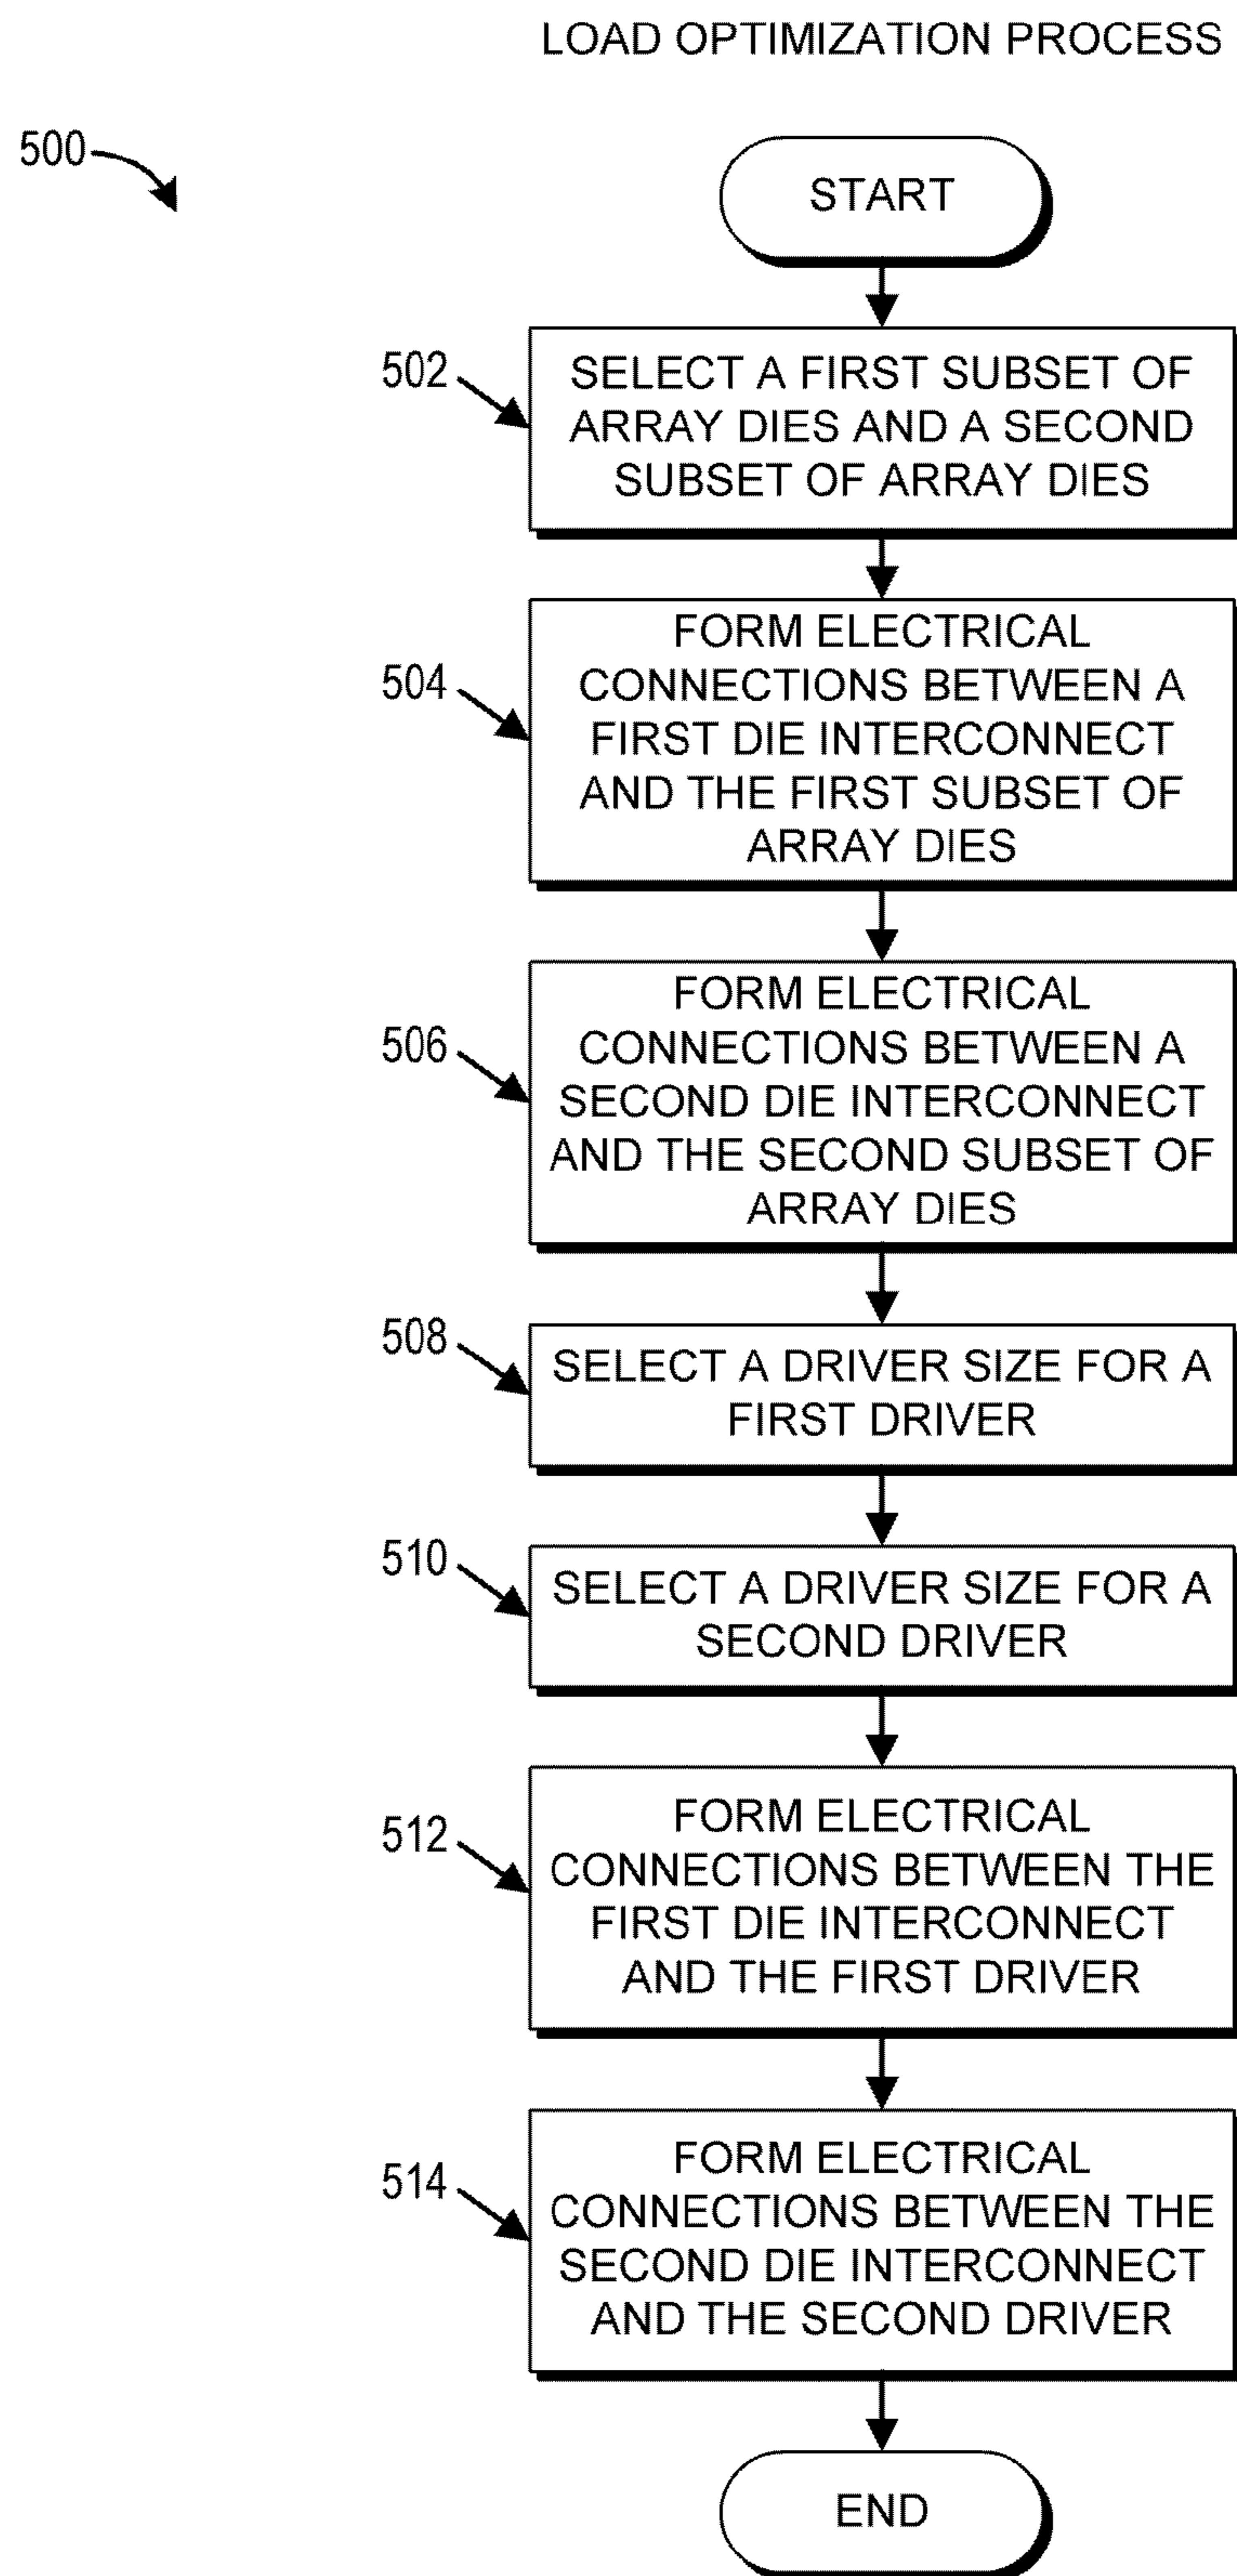 LOAD OPTIMIZATION PROCESS
500
START
502
SELECT A FIRST SUBSET OF
ARRAY DIES AND A SECOND
SUBSET OF ARRAY DIES
504
FORM ELECTRICAL
CONNECTIONS BETWEEN A
FIRST DIE INTERCONNECT
AND THE FIRST SUBSET OF
ARRAY DIES
506
FORM ELECTRICAL
CONNECTIONS BETWEEN A
SECOND DIE INTERCONNECT
AND THE SECOND SUBSET OF
ARRAY DIES
508
SELECT A DRIVER SIZE FOR A
FIRST DRIVER
510
SELECT A DRIVER SIZE FOR A
SECOND DRIVER
512
FORM ELECTRICAL
CONNECTIONS BETWEEN THE
FIRST DIE INTERCONNECT
AND THE FIRST DRIVER
514
FORM ELECTRICAL
CONNECTIONS BETWEEN THE
SECOND DIE INTERCONNECT
AND THE SECOND DRIVER
END